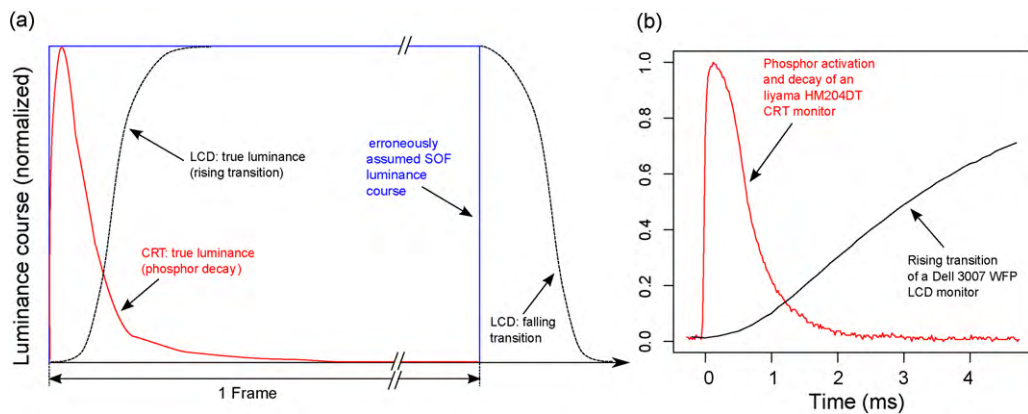 (a)
Luminance course (normalized)
LCD: true luminance
(rising transition)
CRT: true luminance
(phosphor decay)
erroneously
assumed SOF
luminance
course
LCD: falling
transition
1 Frame
(b)
1.0
0.8
0.6
0.4
0.2
0.0
Phosphor activation
and decay of an
Iiyama HM204DT
CRT monitor
Rising transition
of a Dell 3007 WFP
LCD monitor
0 1 2 3 4
Time (ms)